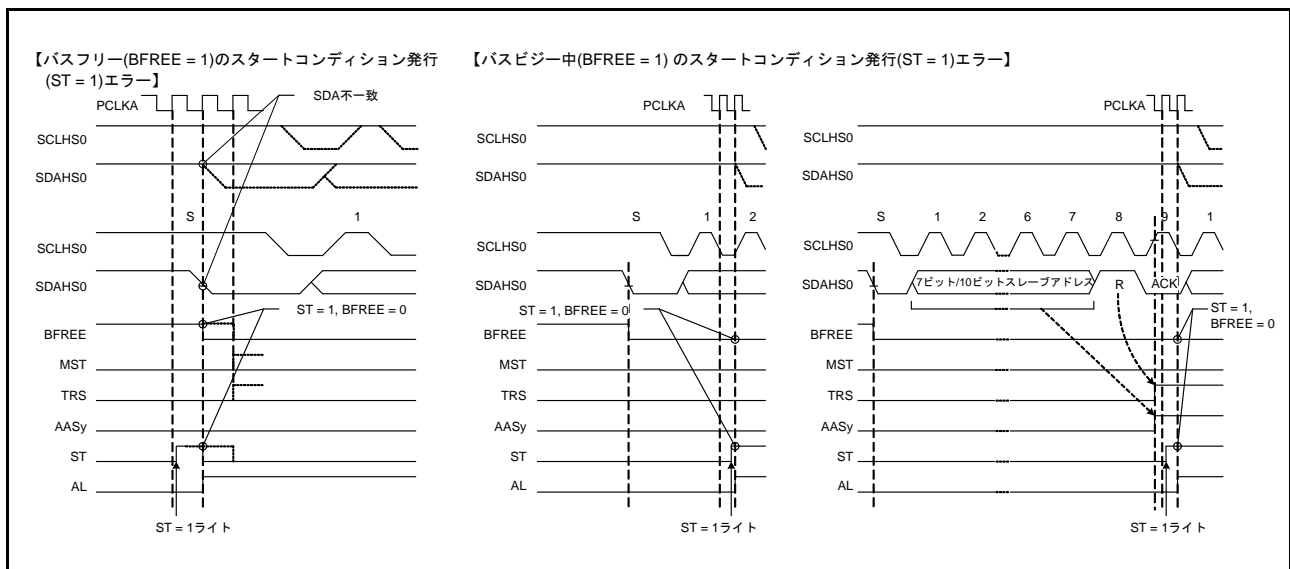 【バスフリー(BFREE = 1)のスタートコンディション発行
(ST = 1)エラー】
PCLKA
SDA不一致
SCLHS0
SDAHS0
S 1
SCLHS0
SDAHS0
ST = 1, BFREE = 0
BFREE
MST
TRS
AASy
ST
AL
ST = 1ライト
【バスビジー中(BFREE = 1) のスタートコンディション発行(ST = 1)エラー】
PCLKA
SCLHS0
SDAHS0
S 1 2
SCLHS0
SDAHS0
ST = 1, BFREE = 0
BFREE
MST
TRS
AASy
ST
AL
ST = 1ライト
PCLKA
SCLHS0
SDAHS0
S 1 2 6 7 8 9 1
SCLHS0
SDAHS0
7ビット/10ビットスレーブアドレス R ACK
ST = 1,
BFREE = 0
BFREE
MST
TRS
AASy
ST
AL
ST = 1ライト